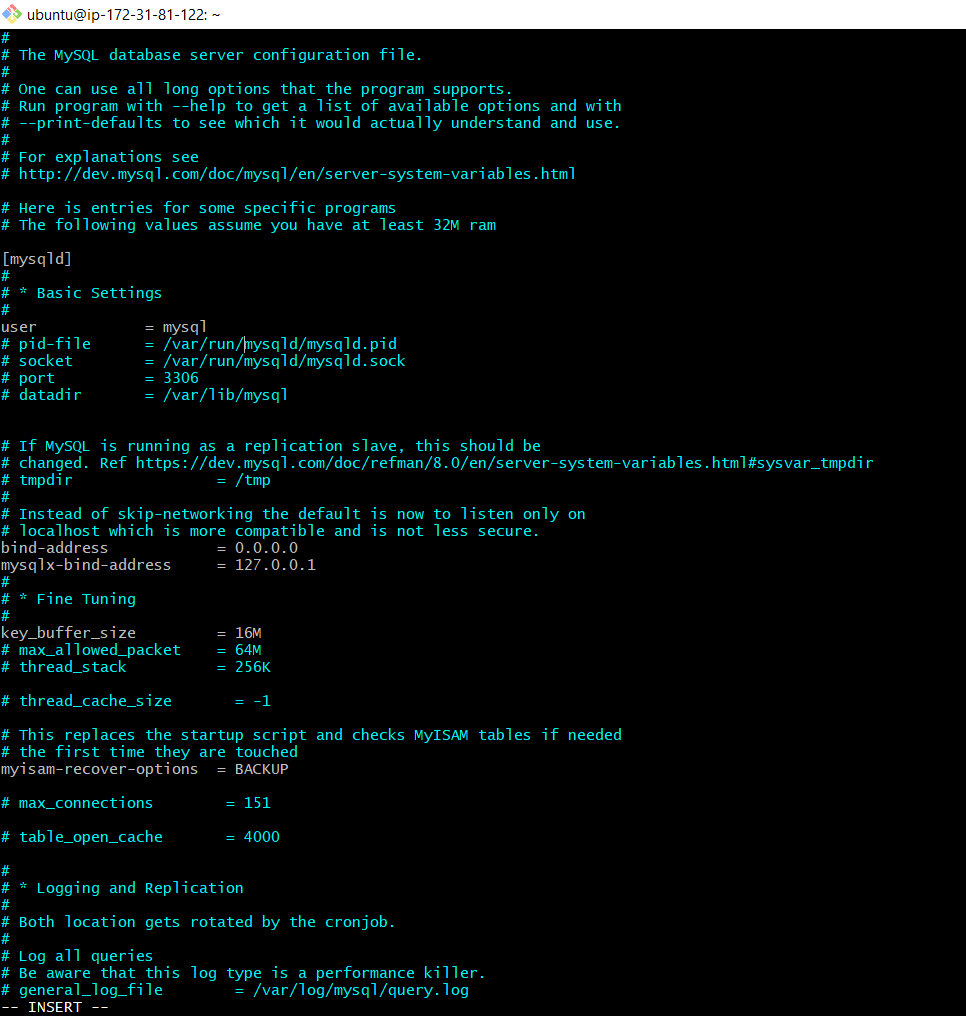 ubuntu@ip-172-31-81-122: ~
#
# The MySQL database server configuration file.
#
# One can use all long options that the program supports.
# Run program with --help to get a list of available options and with
# --print-defaults to see which it would actually understand and use.
#
# For explanations see
# http://dev.mysql.com/doc/mysql/en/server-system-variables.html
# Here is entries for some specific programs
# The following values assume you have at least 32M ram
[mysqld]
#
# * Basic Settings
#
user            = mysql
# pid-file      = /var/run/mysqld/mysqld.pid
# socket        = /var/run/mysqld/mysqld.sock
# port          = 3306
# datadir       = /var/lib/mysql
# If MySQL is running as a replication slave, this should be
# changed. Ref https://dev.mysql.com/doc/refman/8.0/en/server-system-variables.html#sysvar_tmpdir
# tmpdir                = /tmp
#
# Instead of skip-networking the default is now to listen only on
# localhost which is more compatible and is not less secure.
bind-address            = 0.0.0.0
mysqlx-bind-address     = 127.0.0.1
#
# * Fine Tuning
#
key_buffer_size         = 16M
# max_allowed_packet    = 64M
# thread_stack          = 256K
# thread_cache_size       = -1
# This replaces the startup script and checks MyISAM tables if needed
# the first time they are touched
myisam-recover-options  = BACKUP
# max_connections        = 151
# table_open_cache       = 4000
#
# * Logging and Replication
#
# Both location gets rotated by the cronjob.
#
# Log all queries
# Be aware that this log type is a performance killer.
# general_log_file        = /var/log/mysql/query.log
-- INSERT --